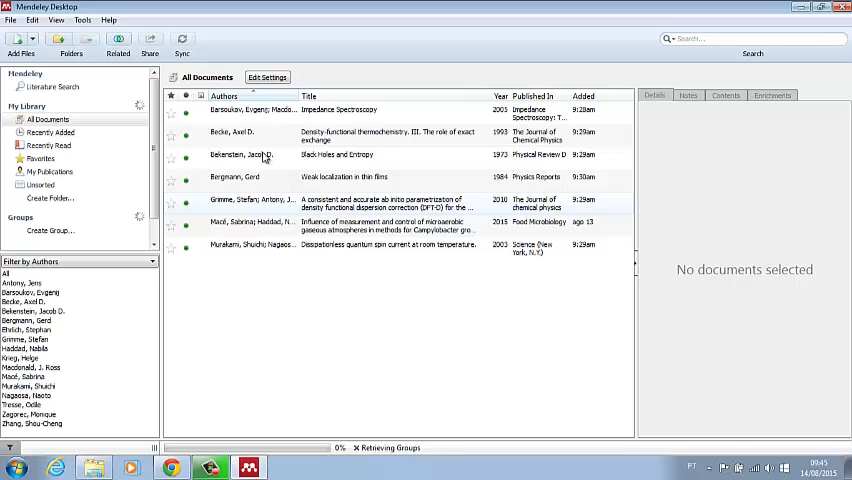 Mendeley Desktop
File Edit View Tools Help
Add Files Folders Related Share Sync
Search...
Search
Mendeley
Literature Search
My Library
All Documents
Recently Added
Recently Read
Favorites
My Publications
Unsorted
Create Folder...
Groups
Create Group...
Filter by Authors
All
Antony, Jens
Barsoukov, Evgenij
Becke, Axel D.
Bekenstein, Jacob D.
Bergmann, Gerd
Ehrlich, Stephan
Grimme, Stefan
Haddad, Nabila
Krieg, Helge
Macdonald, J. Ross
Macé, Sabrina
Murakami, Shuichi
Nagaosa, Naoto
Tresse, Odile
Zagorec, Monique
Zhang, Shou-Cheng
All Documents Edit Settings
Authors Title Year Published In Added
Barsoukov, Evgenij; Macdo... Impedance Spectroscopy 2005 Impedance 9:28am
Spectroscopy: T...
Becke, Axel D. Density-functional thermochemistry. III. The role of exact 1993 The Journal of 9:29am
exchange Chemical Physics
Bekenstein, Jacob D. Black Holes and Entropy 1973 Physical Review D 9:29am
Bergmann, Gerd Weak localization in thin films 1984 Physics Reports 9:30am
Grimme, Stefan; Antony, J... A consistent and accurate ab initio parametrization of 2010 The Journal of 9:29am
density functional dispersion correction (DFT-D) for the ... chemical physics
Macé, Sabrina; Haddad, N... Influence of measurement and control of microaerobic 2015 Food Microbiology ago 13
gaseous atmospheres in methods for Campylobacter gro...
Murakami, Shuichi; Nagaos... Dissipationless quantum spin current at room temperature. 2003 Science (New 9:29am
York, N.Y.)
Details Notes Contents Enrichments
No documents selected
0% Retrieving Groups
PT
09:45
14/08/2015